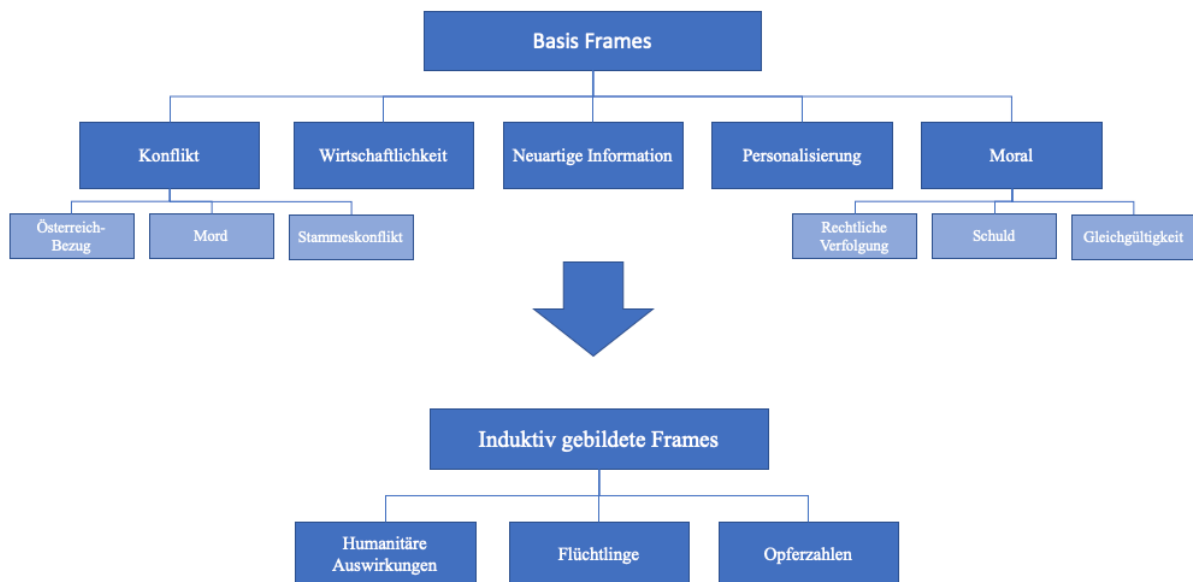 Basis Frames
Konflikt
Wirtschaftlichkeit
Neuartige Information
Personalisierung
Moral
Österreich-
Bezug
Mord
Stammeskonflikt
Rechtliche
Verfolgung
Schuld
Gleichgültigkeit
Induktiv gebildete Frames
Humanitäre
Auswirkungen
Flüchtlinge
Opferzahlen